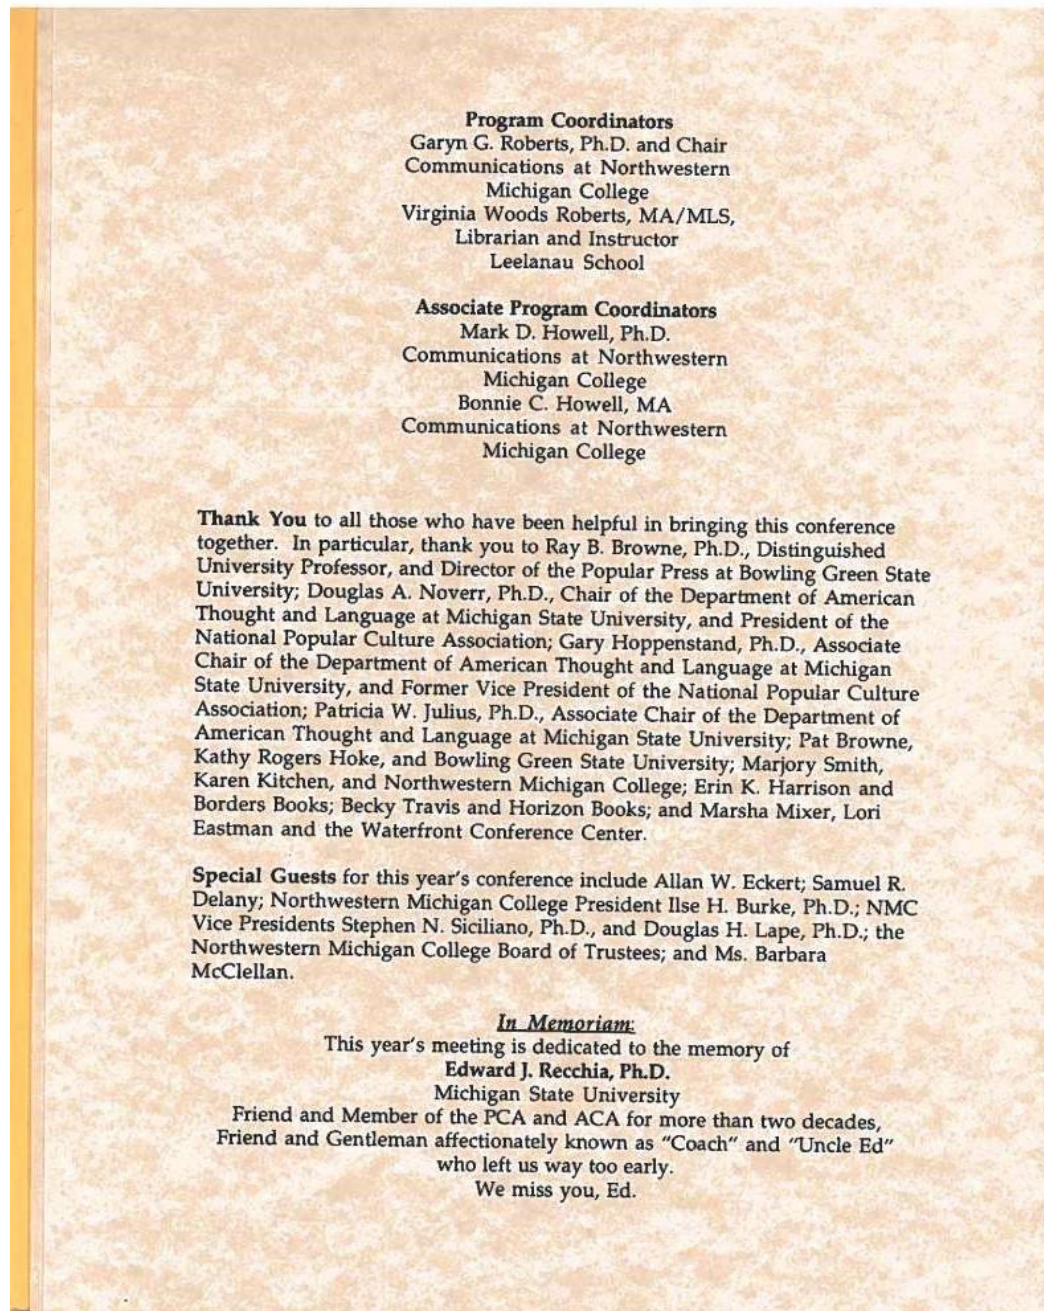 Program Coordinators
Garyn G. Roberts, Ph.D. and Chair
Communications at Northwestern
Michigan College
Virginia Woods Roberts, MA/MLS,
Librarian and Instructor
Leelanau School
Associate Program Coordinators
Mark D. Howell, Ph.D.
Communications at Northwestern
Michigan College
Bonnie C. Howell, MA
Communications at Northwestern
Michigan College
Thank You to all those who have been helpful in bringing this conference
together. In particular, thank you to Ray B. Browne, Ph.D., Distinguished
University Professor, and Director of the Popular Press at Bowling Green State
University; Douglas A. Noverr, Ph.D., Chair of the Department of American
Thought and Language at Michigan State University, and President of the
National Popular Culture Association; Gary Hoppenstand, Ph.D., Associate
Chair of the Department of American Thought and Language at Michigan
State University, and Former Vice President of the National Popular Culture
Association; Patricia W. Julius, Ph.D., Associate Chair of the Department of
American Thought and Language at Michigan State University; Pat Browne,
Kathy Rogers Hoke, and Bowling Green State University; Marjory Smith,
Karen Kitchen, and Northwestern Michigan College; Erin K. Harrison and
Borders Books; Becky Travis and Horizon Books; and Marsha Mixer, Lori
Eastman and the Waterfront Conference Center.
Special Guests for this year's conference include Allan W. Eckert; Samuel R.
Delany; Northwestern Michigan College President Ilse H. Burke, Ph.D.; NMC
Vice Presidents Stephen N. Siciliano, Ph.D., and Douglas H. Lape, Ph.D.; the
Northwestern Michigan College Board of Trustees; and Ms. Barbara
McClellan.
In Memoriam:
This year's meeting is dedicated to the memory of
Edward J. Recchia, Ph.D.
Michigan State University
Friend and Member of the PCA and ACA for more than two decades,
Friend and Gentleman affectionately known as "Coach" and "Uncle Ed"
who left us way too early.
We miss you, Ed.